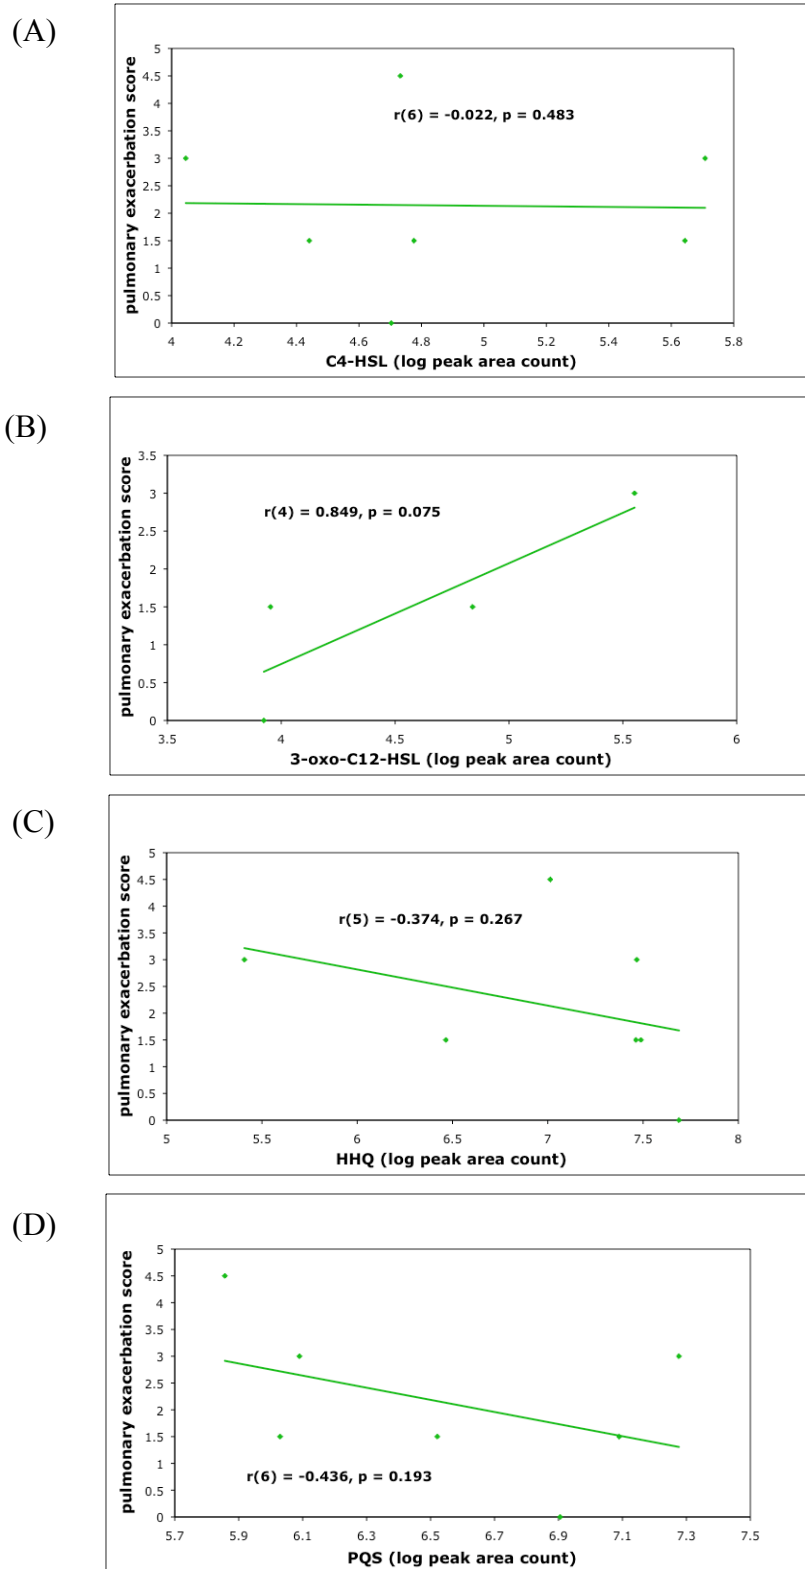 (A)
5
4.5
4
3.5
3
2.5
2
1.5
1
0.5
0
pulmonary exacerbation score
r(6) = -0.022, p = 0.483
4 4.2 4.4 4.6 4.8 5 5.2 5.4 5.6 5.8
C4-HSL (log peak area count)
(B)
3.5
3
2.5
2
1.5
1
0.5
0
pulmonary exacerbation score
r(4) = 0.849, p = 0.075
3.5 4 4.5 5 5.5 6
3-oxo-C12-HSL (log peak area count)
(C)
5
4.5
4
3.5
3
2.5
2
1.5
1
0.5
0
pulmonary exacerbation score
r(5) = -0.374, p = 0.267
5 5.5 6 6.5 7 7.5 8
HHQ (log peak area count)
(D)
5
4.5
4
3.5
3
2.5
2
1.5
1
0.5
0
pulmonary exacerbation score
r(6) = -0.436, p = 0.193
5.7 5.9 6.1 6.3 6.5 6.7 6.9 7.1 7.3 7.5
PQS (log peak area count)